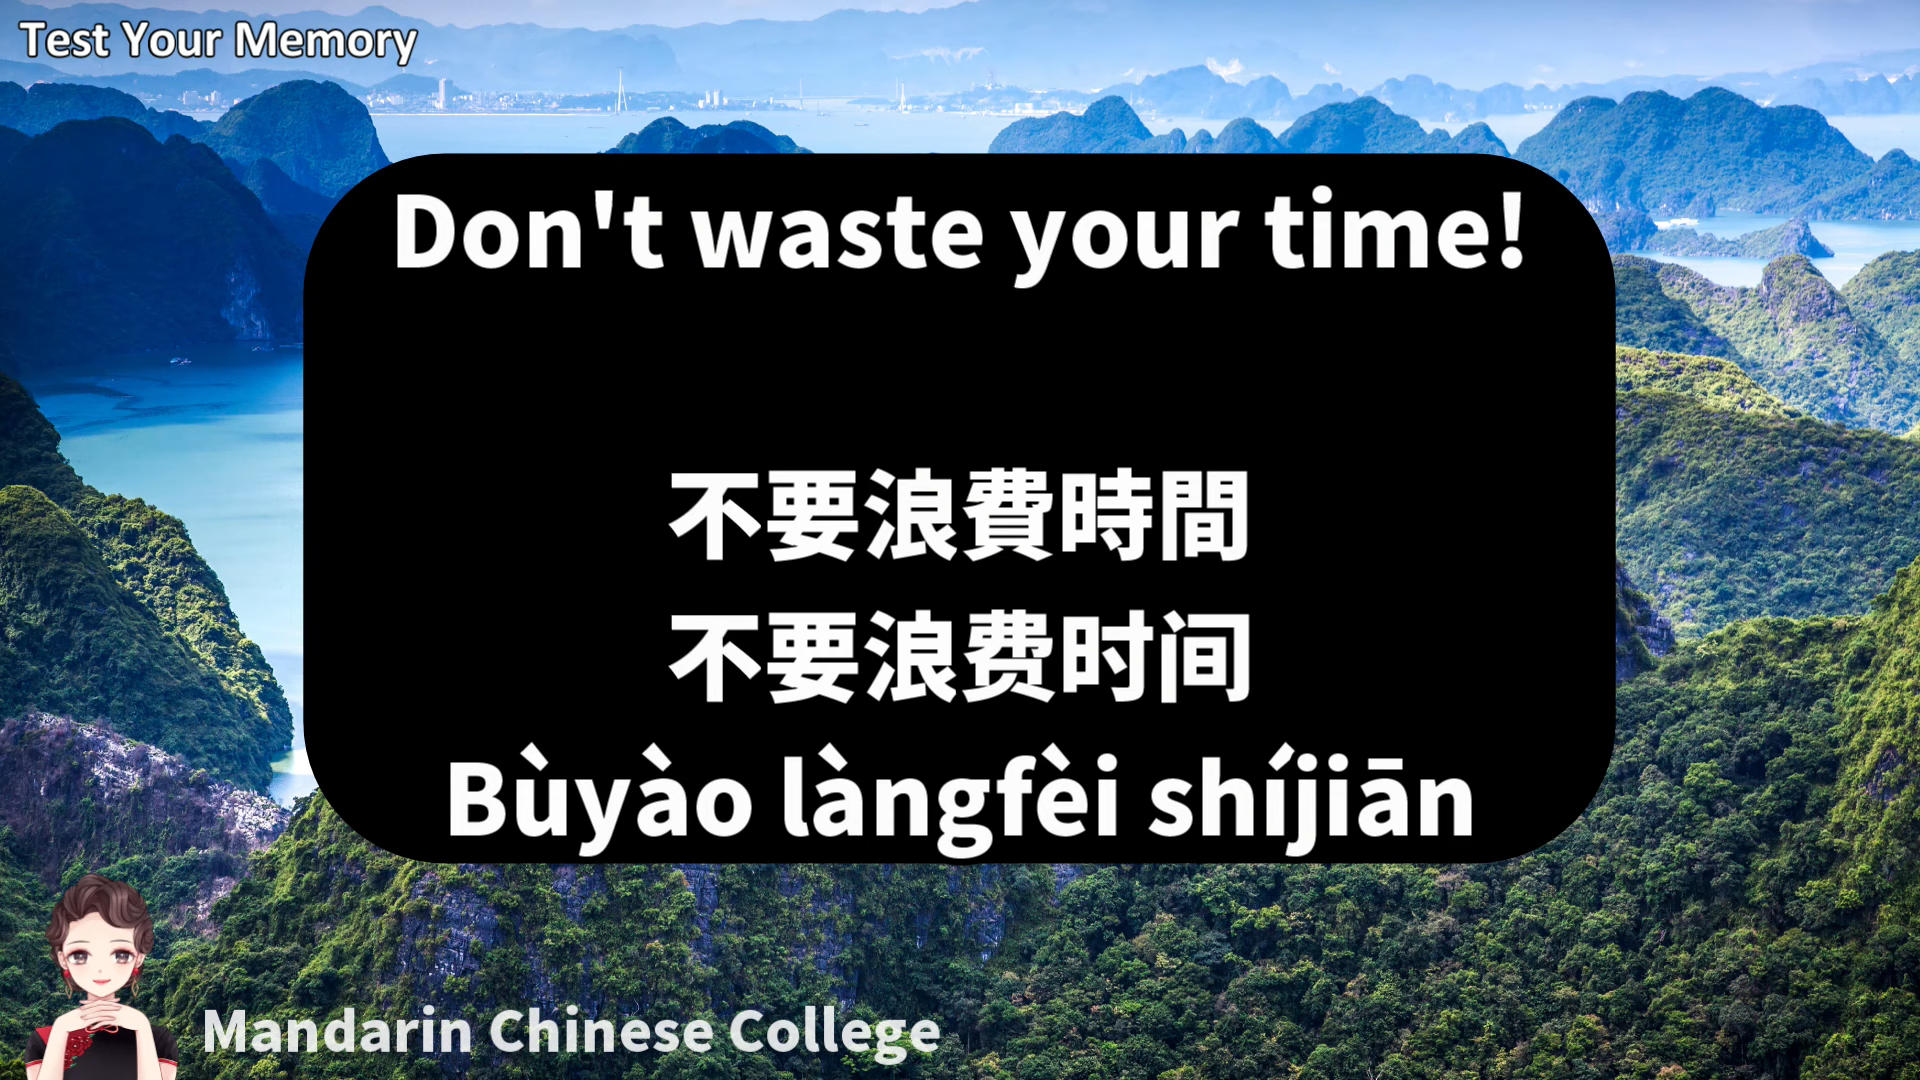 Test Your Memory
Don't waste your time!
不要浪費時間
不要浪费时间
Bùyào làngfèi shíjiān
Mandarin Chinese College